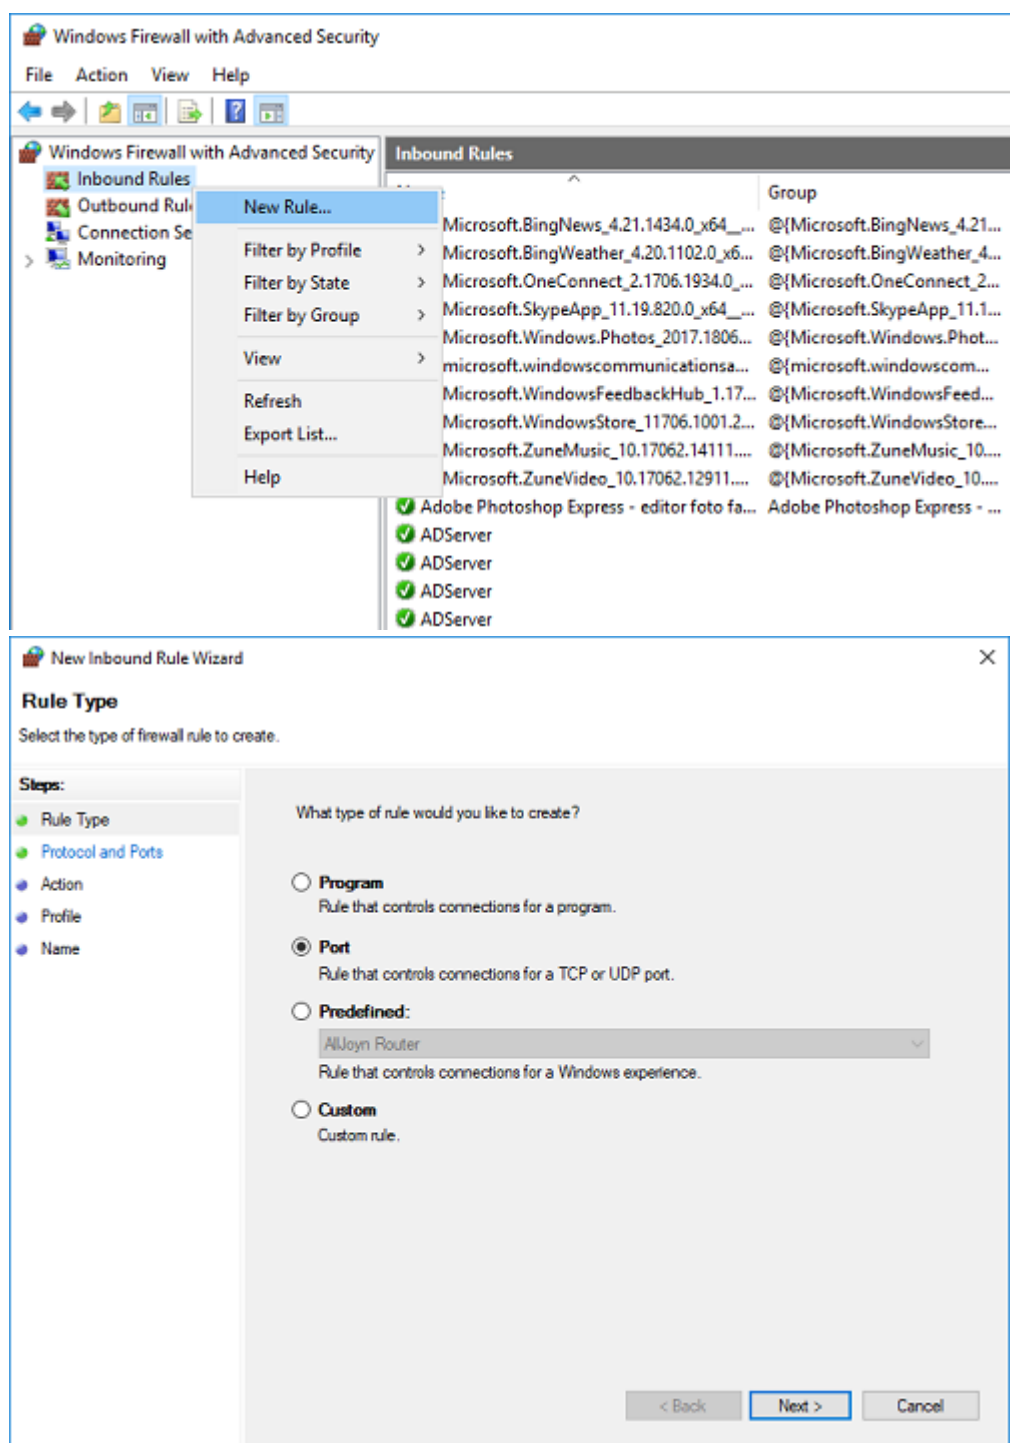 Windows Firewall with Advanced Security
File Action View Help
Windows Firewall with Advanced Security
Inbound Rules
Outbound Rul
Connection Se
Monitoring
New Rule...
Filter by Profile
Filter by State
Filter by Group
View
Refresh
Export List...
Help
Inbound Rules
Group
Microsoft.BingNews_4.21.1434.0_x64__... @{Microsoft.BingNews_4.21...
Microsoft.BingWeather_4.20.1102.0_x6... @{Microsoft.BingWeather_4...
Microsoft.OneConnect_2.1706.1934.0_... @{Microsoft.OneConnect_2...
Microsoft.SkypeApp_11.19.820.0_x64__... @{Microsoft.SkypeApp_11.1...
Microsoft.Windows.Photos_2017.1806... @{Microsoft.Windows.Phot...
microsoft.windowscommunicationsa... @{microsoft.windowscom...
Microsoft.WindowsFeedbackHub_1.17... @{Microsoft.WindowsFeed...
Microsoft.WindowsStore_11706.1001.2... @{Microsoft.WindowsStore...
Microsoft.ZuneMusic_10.17062.14111.... @{Microsoft.ZuneMusic_10....
Microsoft.ZuneVideo_10.17062.12911.... @{Microsoft.ZuneVideo_10....
Adobe Photoshop Express - editor foto fa... Adobe Photoshop Express - ...
ADServer
ADServer
ADServer
ADServer
New Inbound Rule Wizard
Rule Type
Select the type of firewall rule to create.
Steps:
Rule Type
Protocol and Ports
Action
Profile
Name
What type of rule would you like to create?
Program
Rule that controls connections for a program.
Port
Rule that controls connections for a TCP or UDP port.
Predefined:
AllJoyn Router
Rule that controls connections for a Windows experience.
Custom
Custom rule.
< Back Next > Cancel